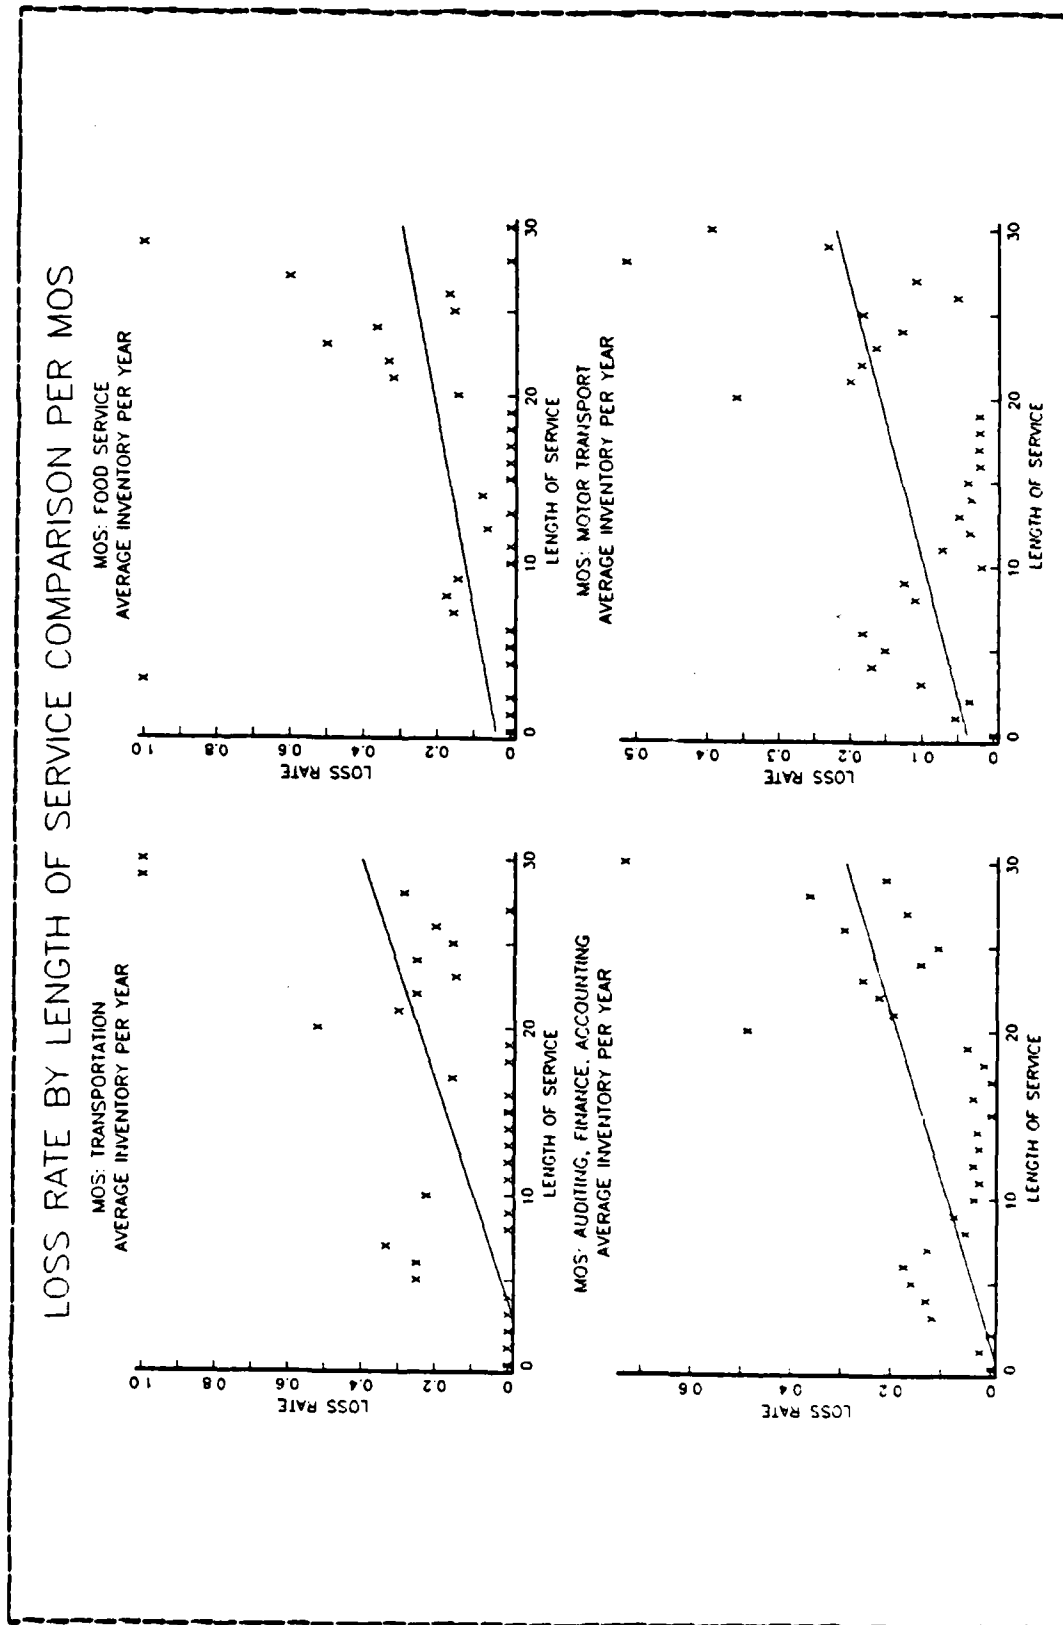 LOSS RATE BY LENGTH OF SERVICE COMPARISON PER MOS
MOS: TRANSPORTATION
AVERAGE INVENTORY PER YEAR
LOSS RATE
1.0
0.8
0.6
0.4
0.2
0
0 10 20 30
LENGTH OF SERVICE
MOS: FOOD SERVICE
AVERAGE INVENTORY PER YEAR
LOSS RATE
1.0
0.8
0.6
0.4
0.2
0
0 10 20 30
LENGTH OF SERVICE
MOS: AUDITING, FINANCE, ACCOUNTING
AVERAGE INVENTORY PER YEAR
LOSS RATE
0.6
0.4
0.2
0
0 10 20 30
LENGTH OF SERVICE
MOS: MOTOR TRANSPORT
AVERAGE INVENTORY PER YEAR
LOSS RATE
0.5
0.4
0.3
0.2
0.1
0
0 10 20 30
LENGTH OF SERVICE